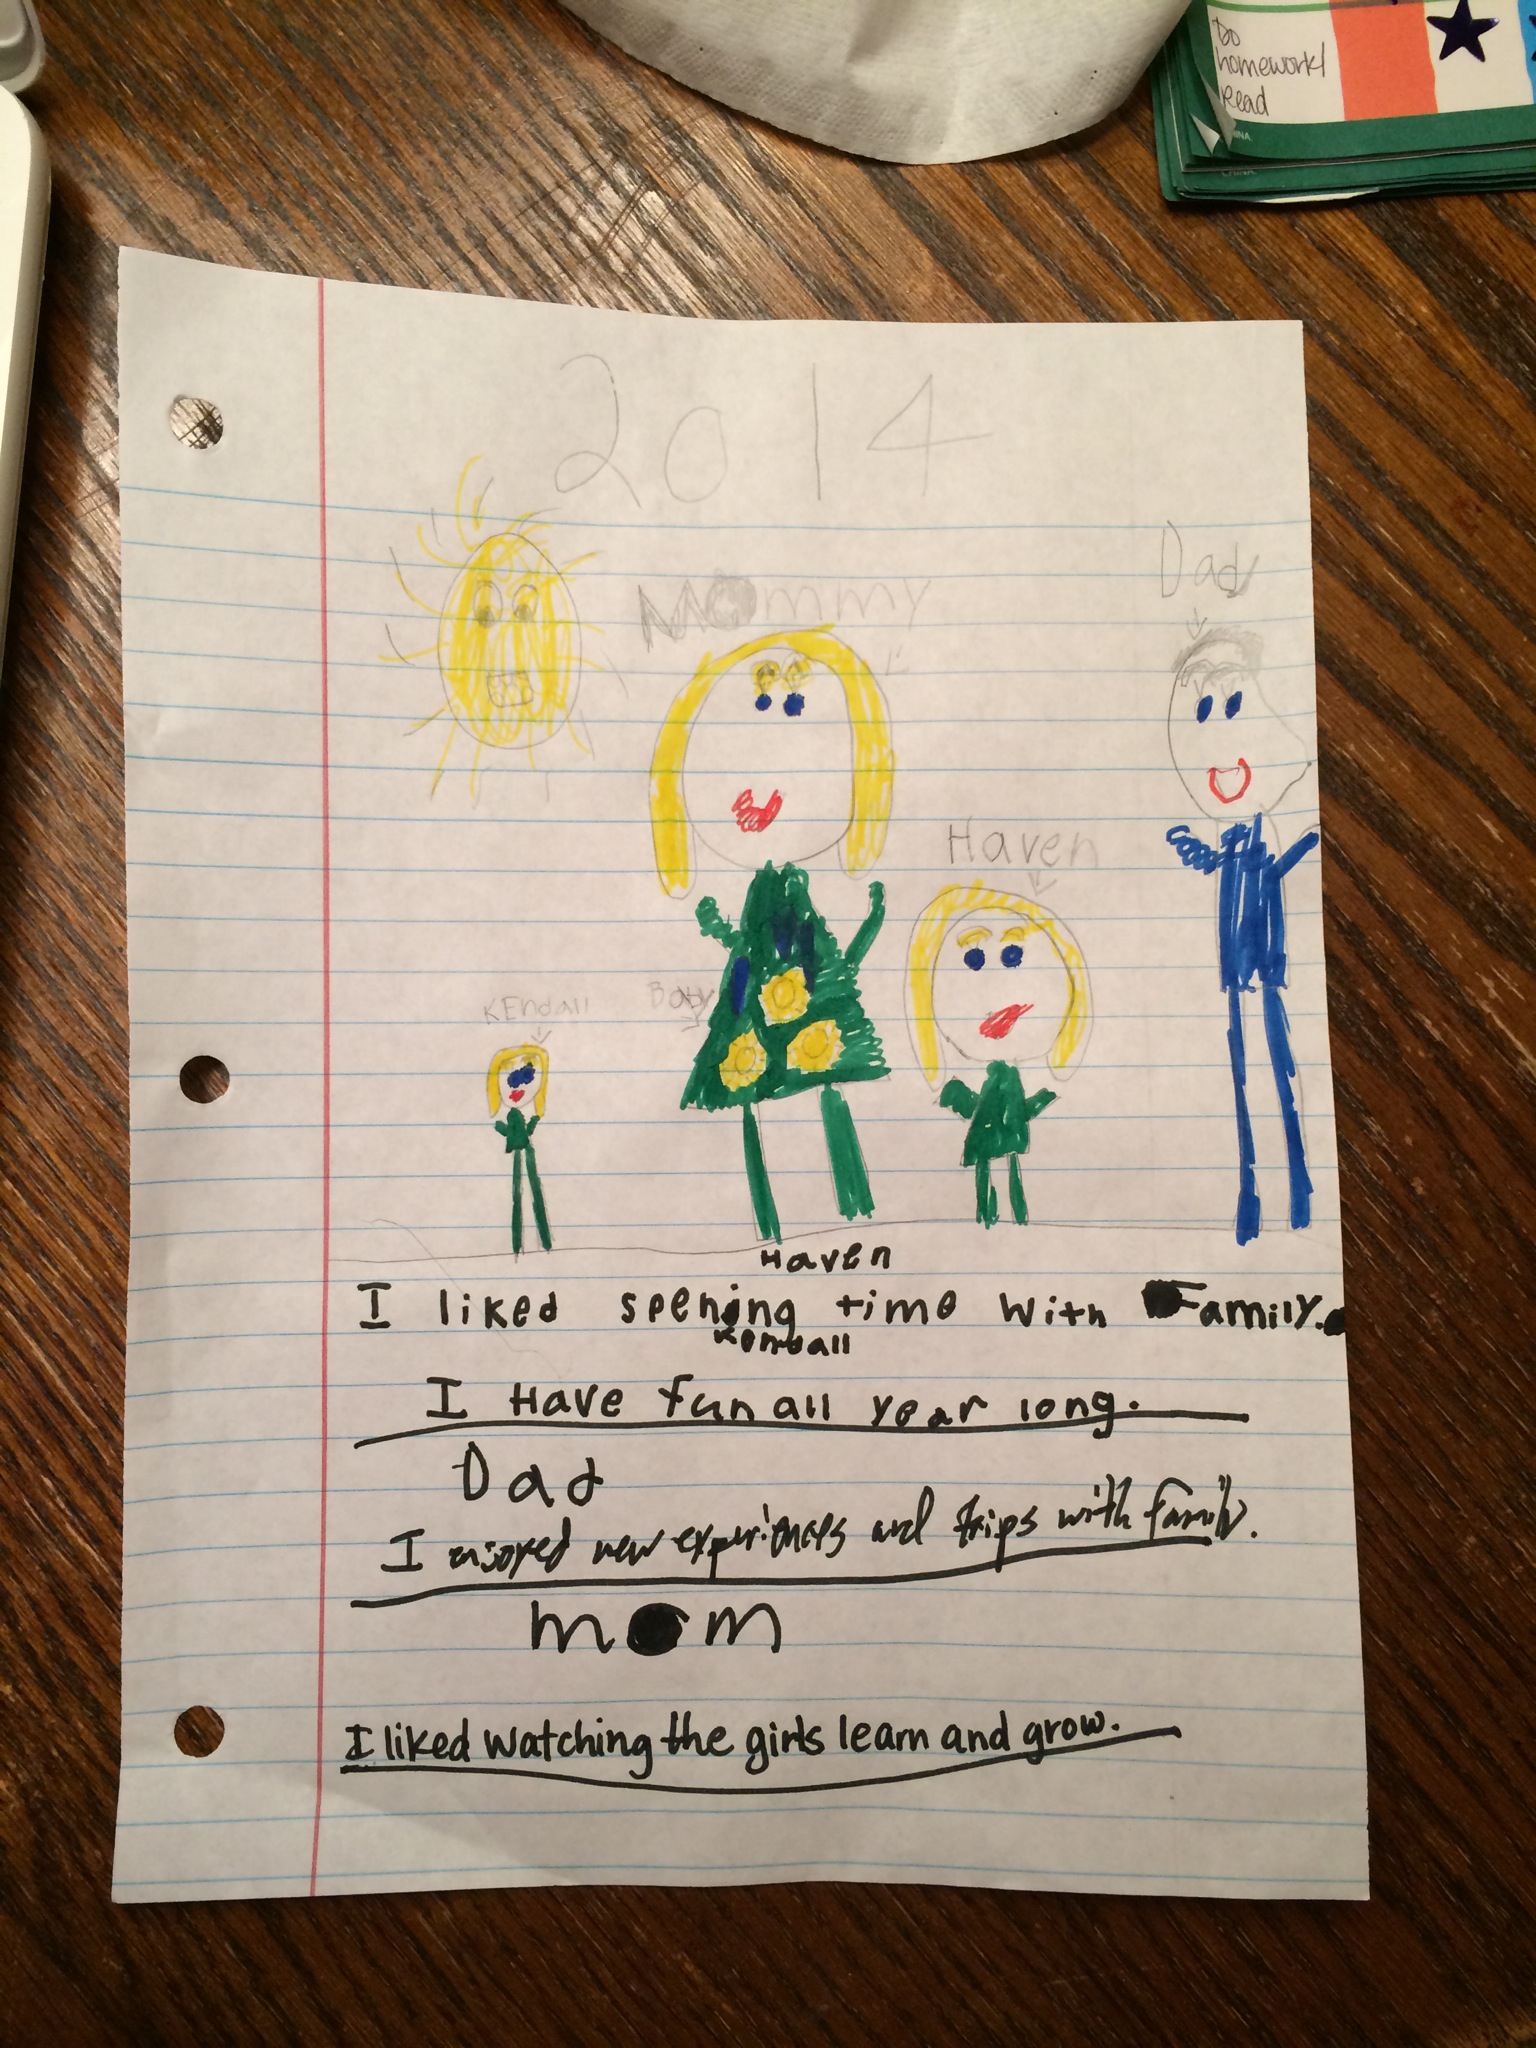 Do
homework/
Read
CHINA.
2014
Dad
Mommy
Haven
Kendall
Baby
Haven
I liked spening time with Family.
Kendall
I Have fun all year long.
Dad
I enjoyed new experiences and trips with family.
mom
I liked watching the girls learn and grow.